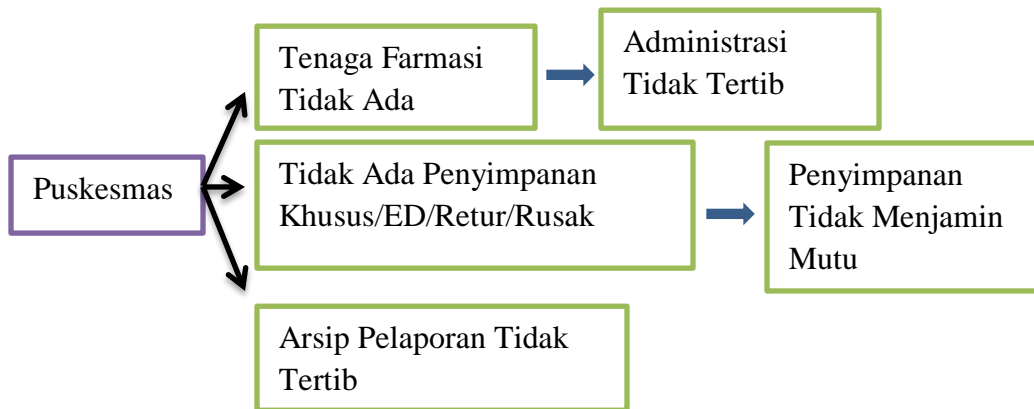 Puskesmas
Tenaga Farmasi
Tidak Ada
Administrasi
Tidak Tertib
Tidak Ada Penyimpanan
Khusus/ED/Retur/Rusak
Penyimpanan
Tidak Menjamin
Mutu
Arsip Pelaporan Tidak
Tertib